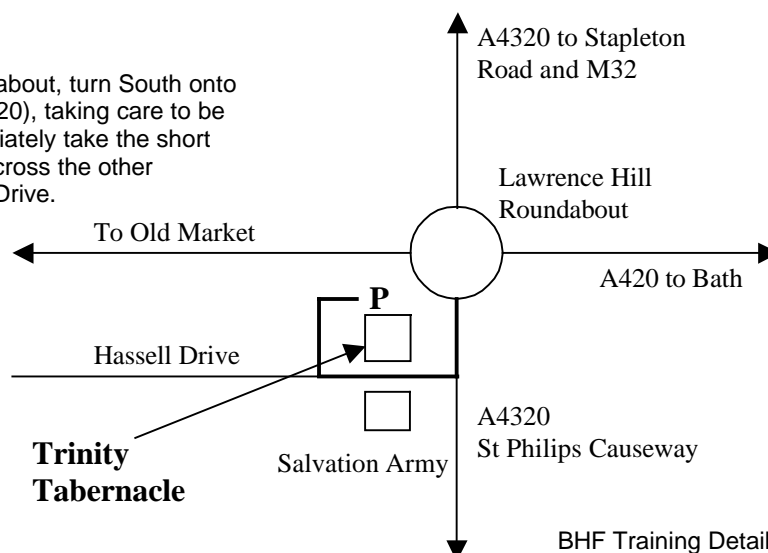 A4320 to Stapleton
Road and M32
about, turn South onto
20), taking care to be
iately take the short
cross the other
Drive.
Lawrence Hill
Roundabout
To Old Market
A420 to Bath
P
Hassell Drive
A4320
St Philips Causeway
Trinity
Tabernacle
Salvation Army
BHF Training Detail